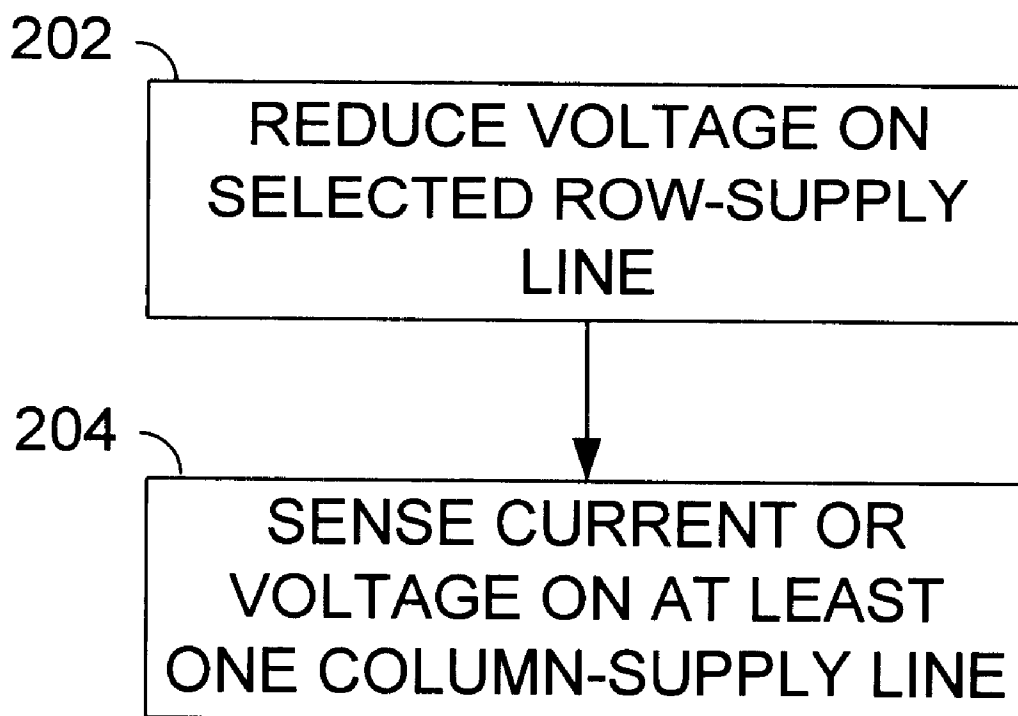 202
REDUCE VOLTAGE ON
SELECTED ROW-SUPPLY
LINE
204
SENSE CURRENT OR
VOLTAGE ON AT LEAST
ONE COLUMN-SUPPLY LINE